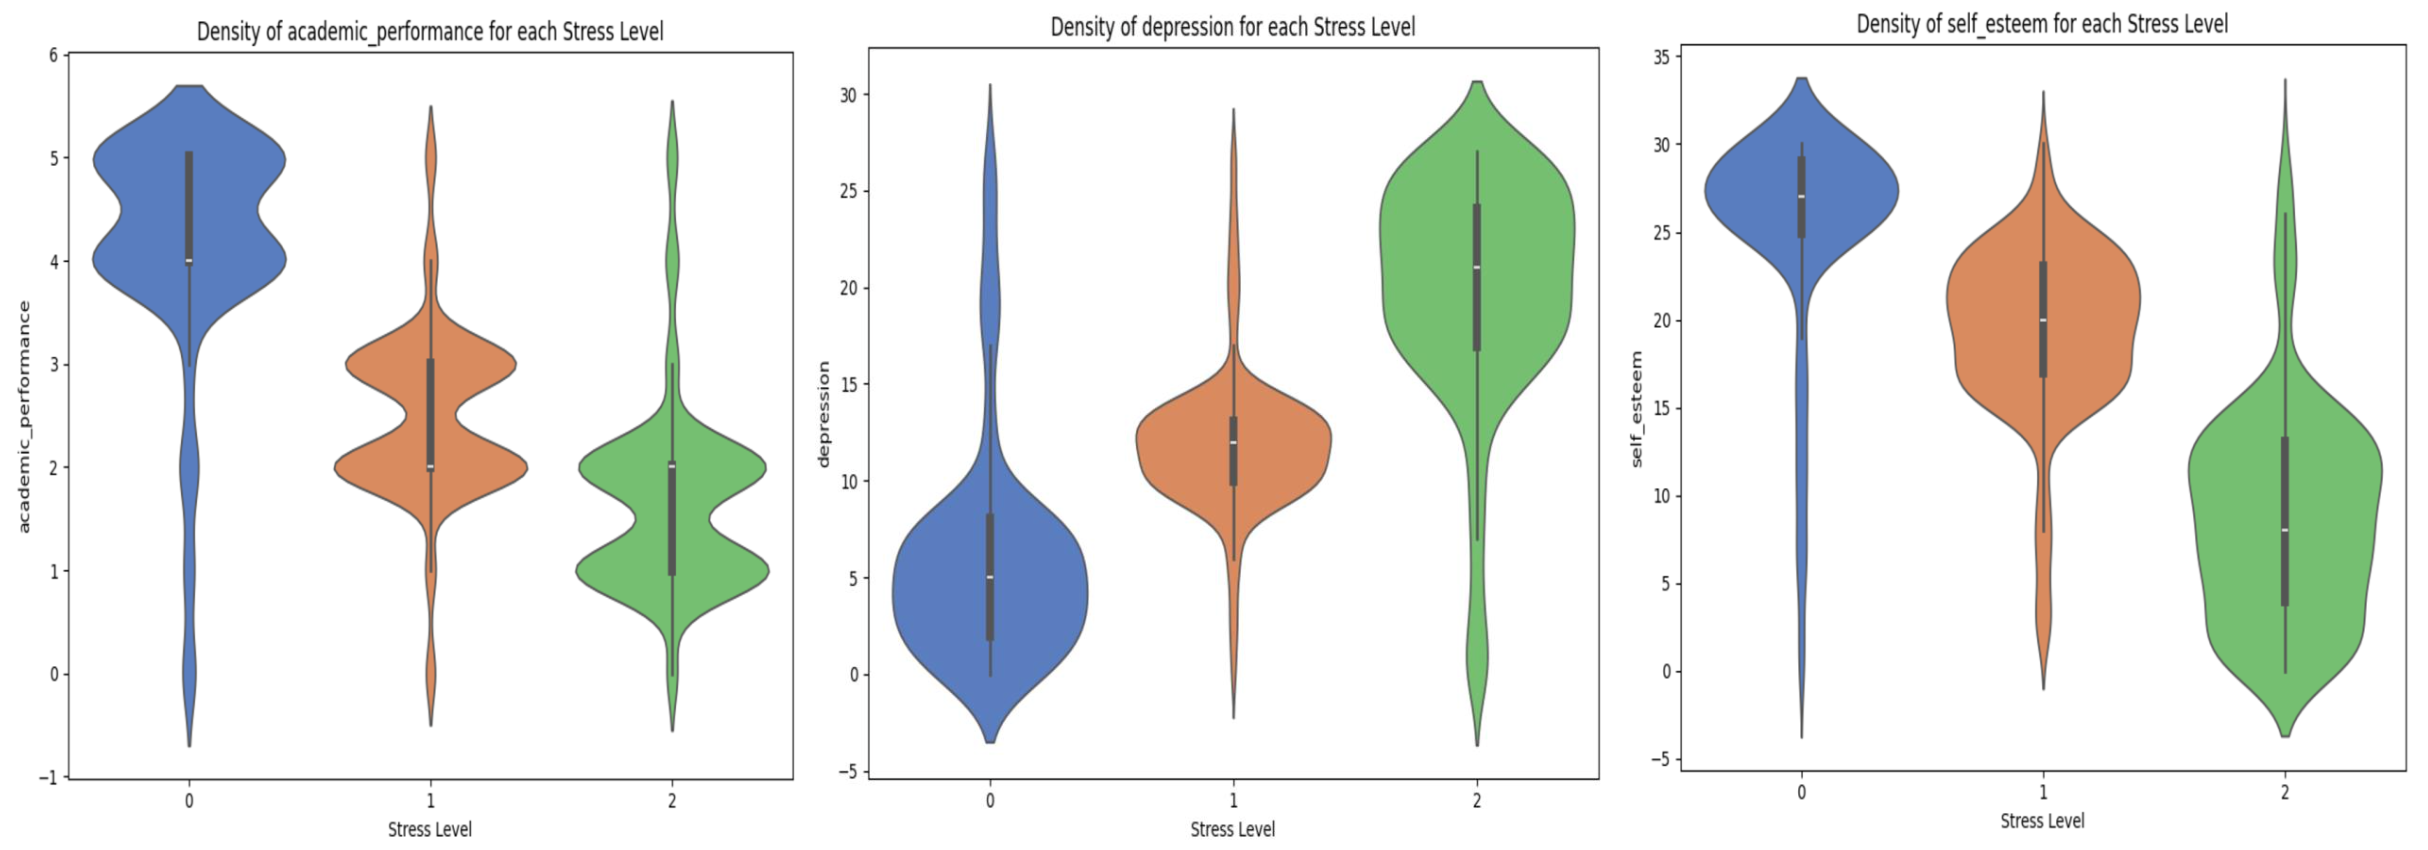 Density of academic_performance for each Stress Level
6
5
4
3
2
1
0
−1
academic_performance
0 1 2
Stress Level
Density of depression for each Stress Level
30
25
20
15
10
5
0
−5
depression
0 1 2
Stress Level
Density of self_esteem for each Stress Level
35
30
25
20
15
10
5
0
−5
self_esteem
0 1 2
Stress Level